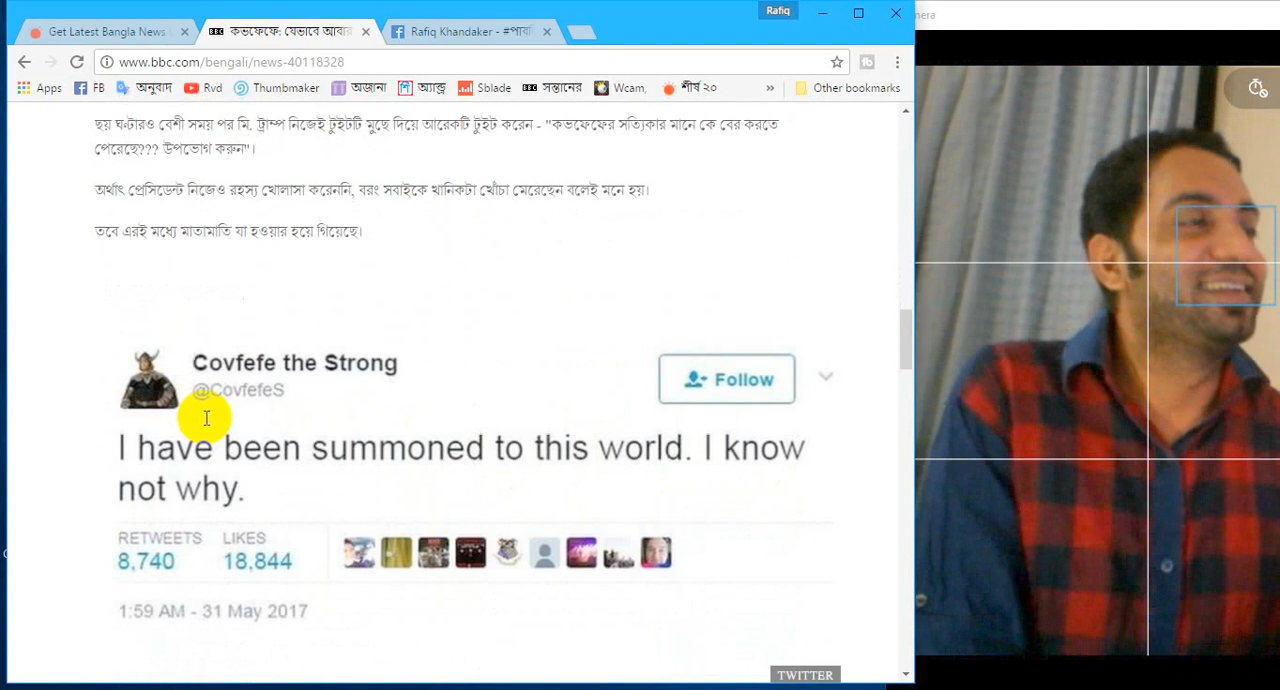 Rafiq
Get Latest Bangla News
কভফেফে: যেভাবে আবার
Rafiq Khandaker - #পাবা
www.bbc.com/bengali/news-40118328
Apps FB অনুবাদ Rvd Thumbmaker অজানা অ্যান্ড্র Sblade সন্তানের Wcam, শীর্ষ ২০ » Other bookmarks
ছয় ঘণ্টারও বেশী সময় পর মি. ট্রাম্প নিজেই টুইটটি মুছে দিয়ে আরেকটি টুইট করেন - "কভফেফের সত্যিকার মানে কে বের করতে
পেরেছে??? উপভোগ করুন"।
অর্থাৎ প্রেসিডেন্ট নিজেও রহস্য খোলাসা করেননি, বরং সবাইকে খানিকটা খোঁচা মেরেছেন বলেই মনে হয়।
তবে এরই মধ্যে মাতামাতি যা হওয়ার হয়ে গিয়েছে।
Covfefe the Strong
@CovfefeS
Follow
I have been summoned to this world. I know
not why.
RETWEETS LIKES
8,740 18,844
1:59 AM - 31 May 2017
TWITTER